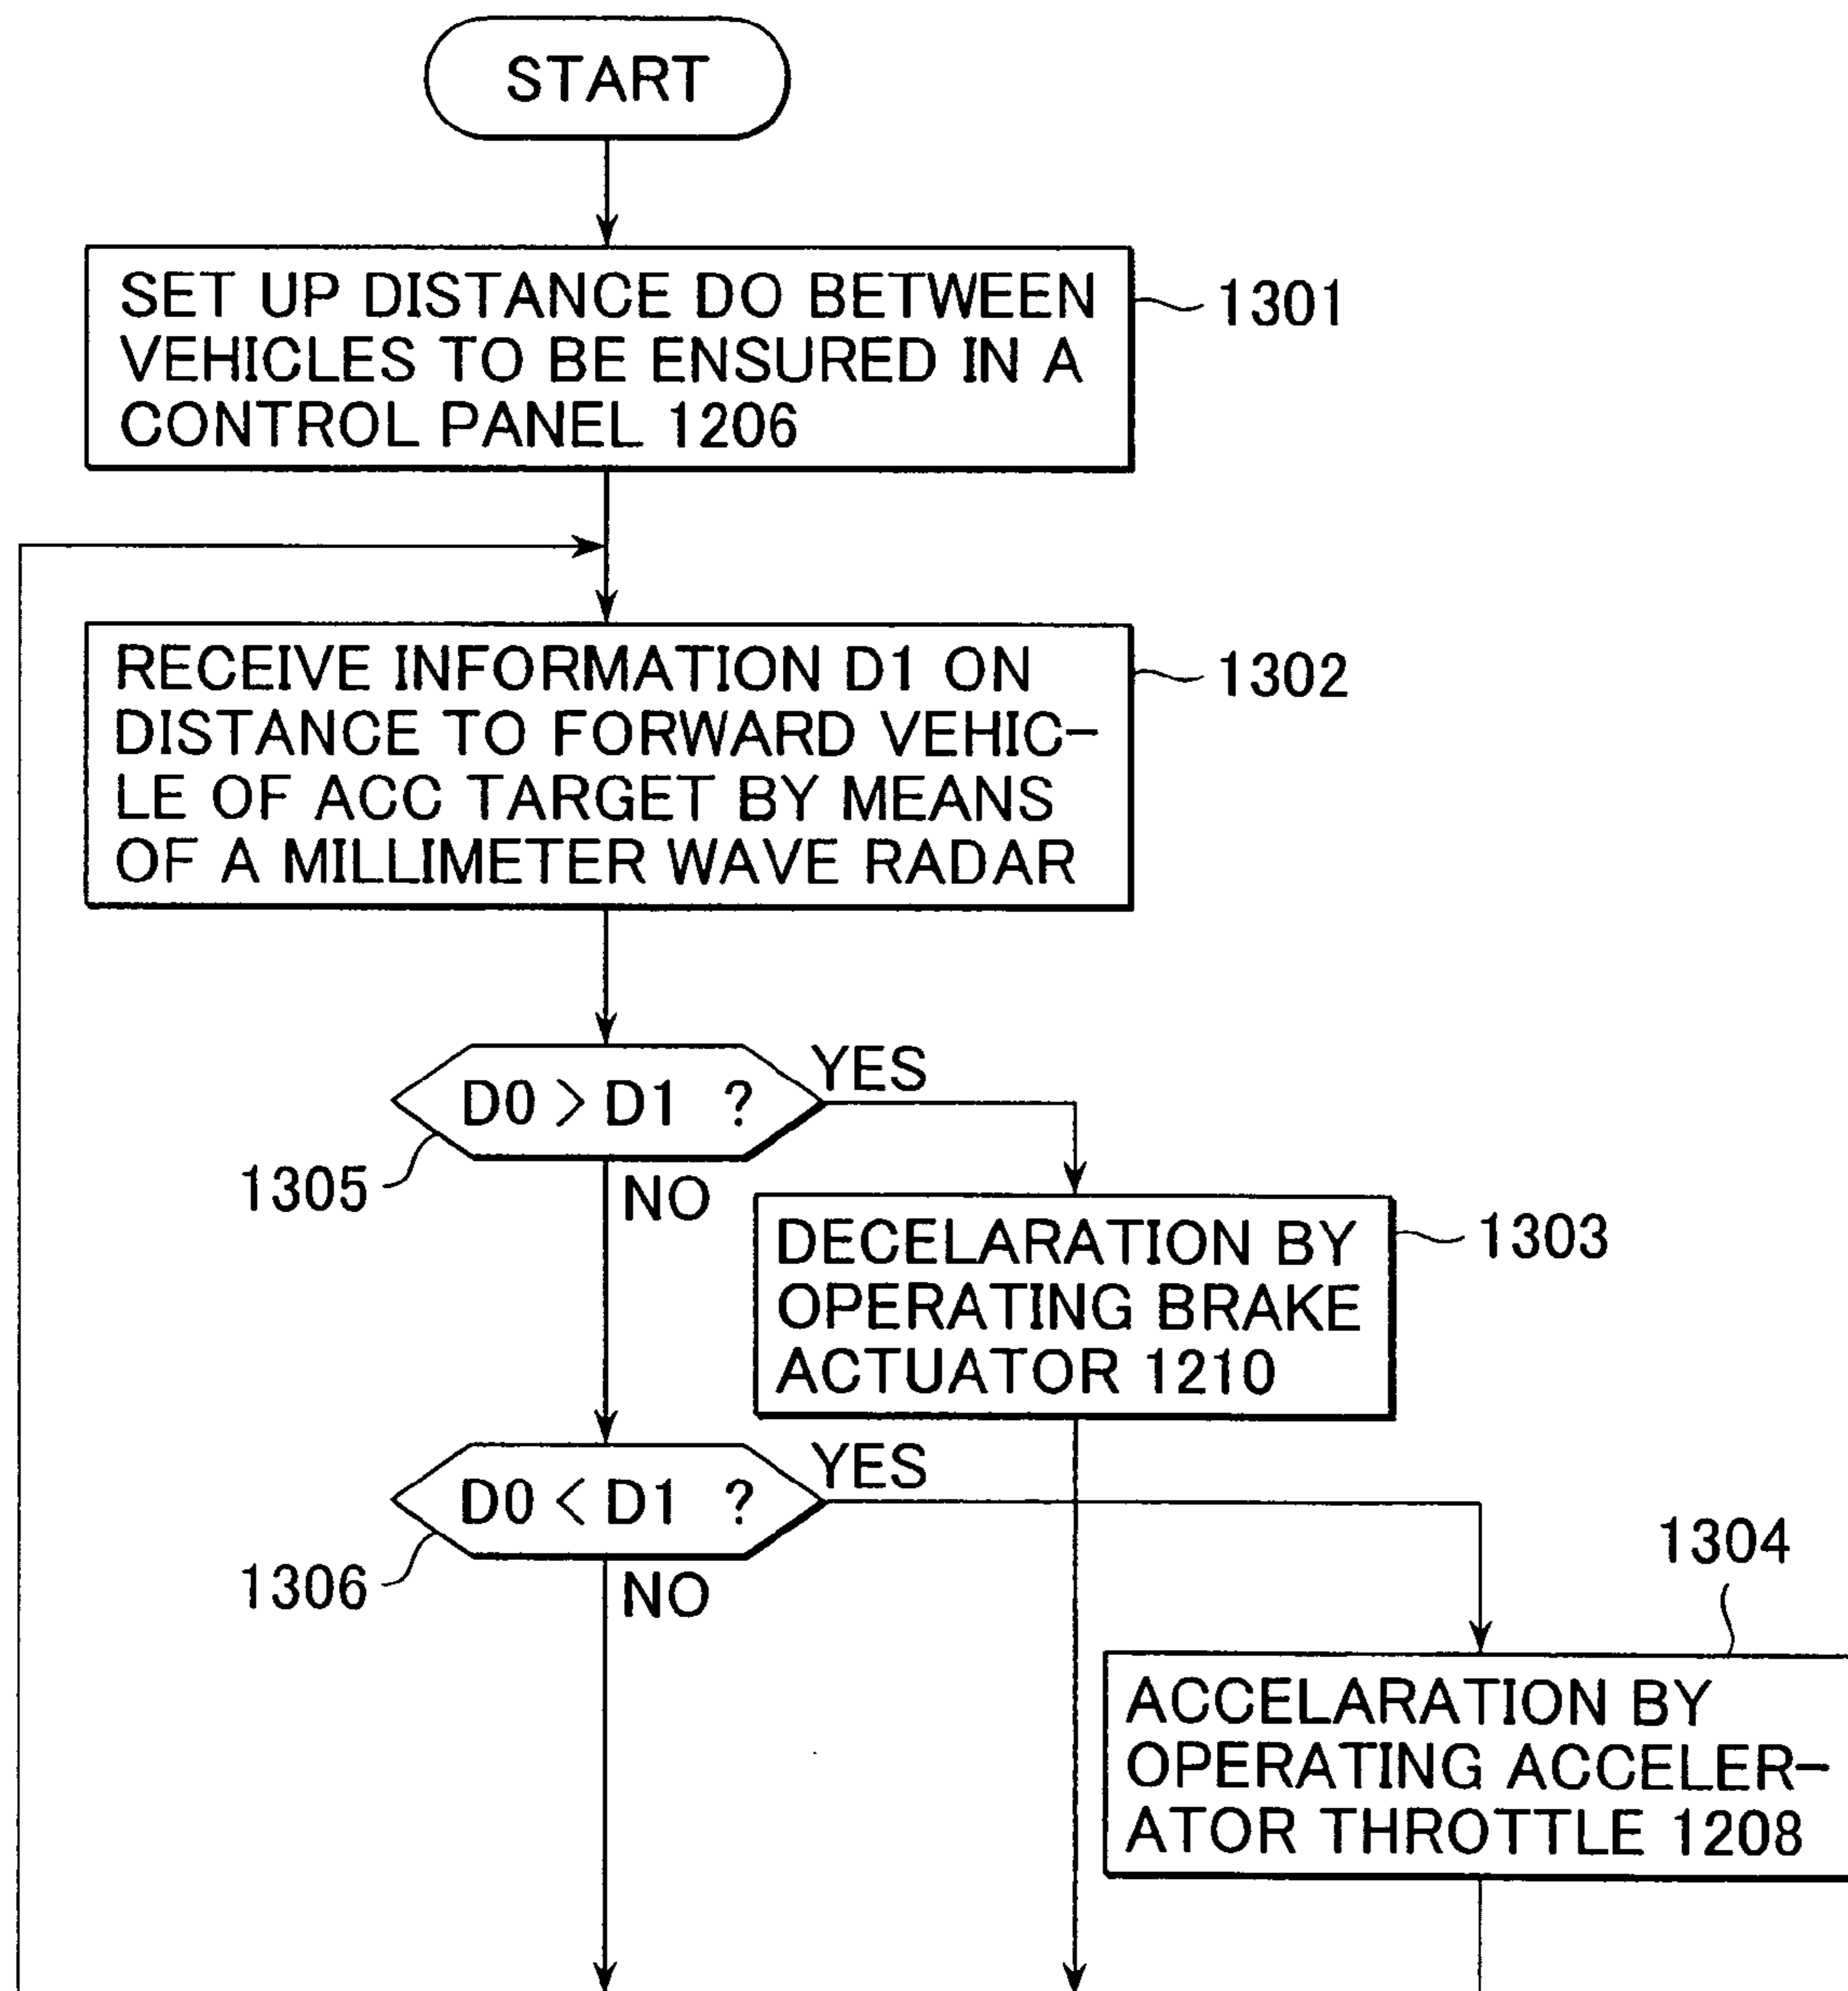 START
SET UP DISTANCE DO BETWEEN
VEHICLES TO BE ENSURED IN A
CONTROL PANEL 1206
1301
RECEIVE INFORMATION D1 ON
DISTANCE TO FORWARD VEHIC-
LE OF ACC TARGET BY MEANS
OF A MILLIMETER WAVE RADAR
1302
D0 > D1 ?
YES
1305
NO
DECELARATION BY
OPERATING BRAKE
ACTUATOR 1210
1303
D0 < D1 ?
YES
1306
NO
1304
ACCELARATION BY
OPERATING ACCELER-
ATOR THROTTLE 1208